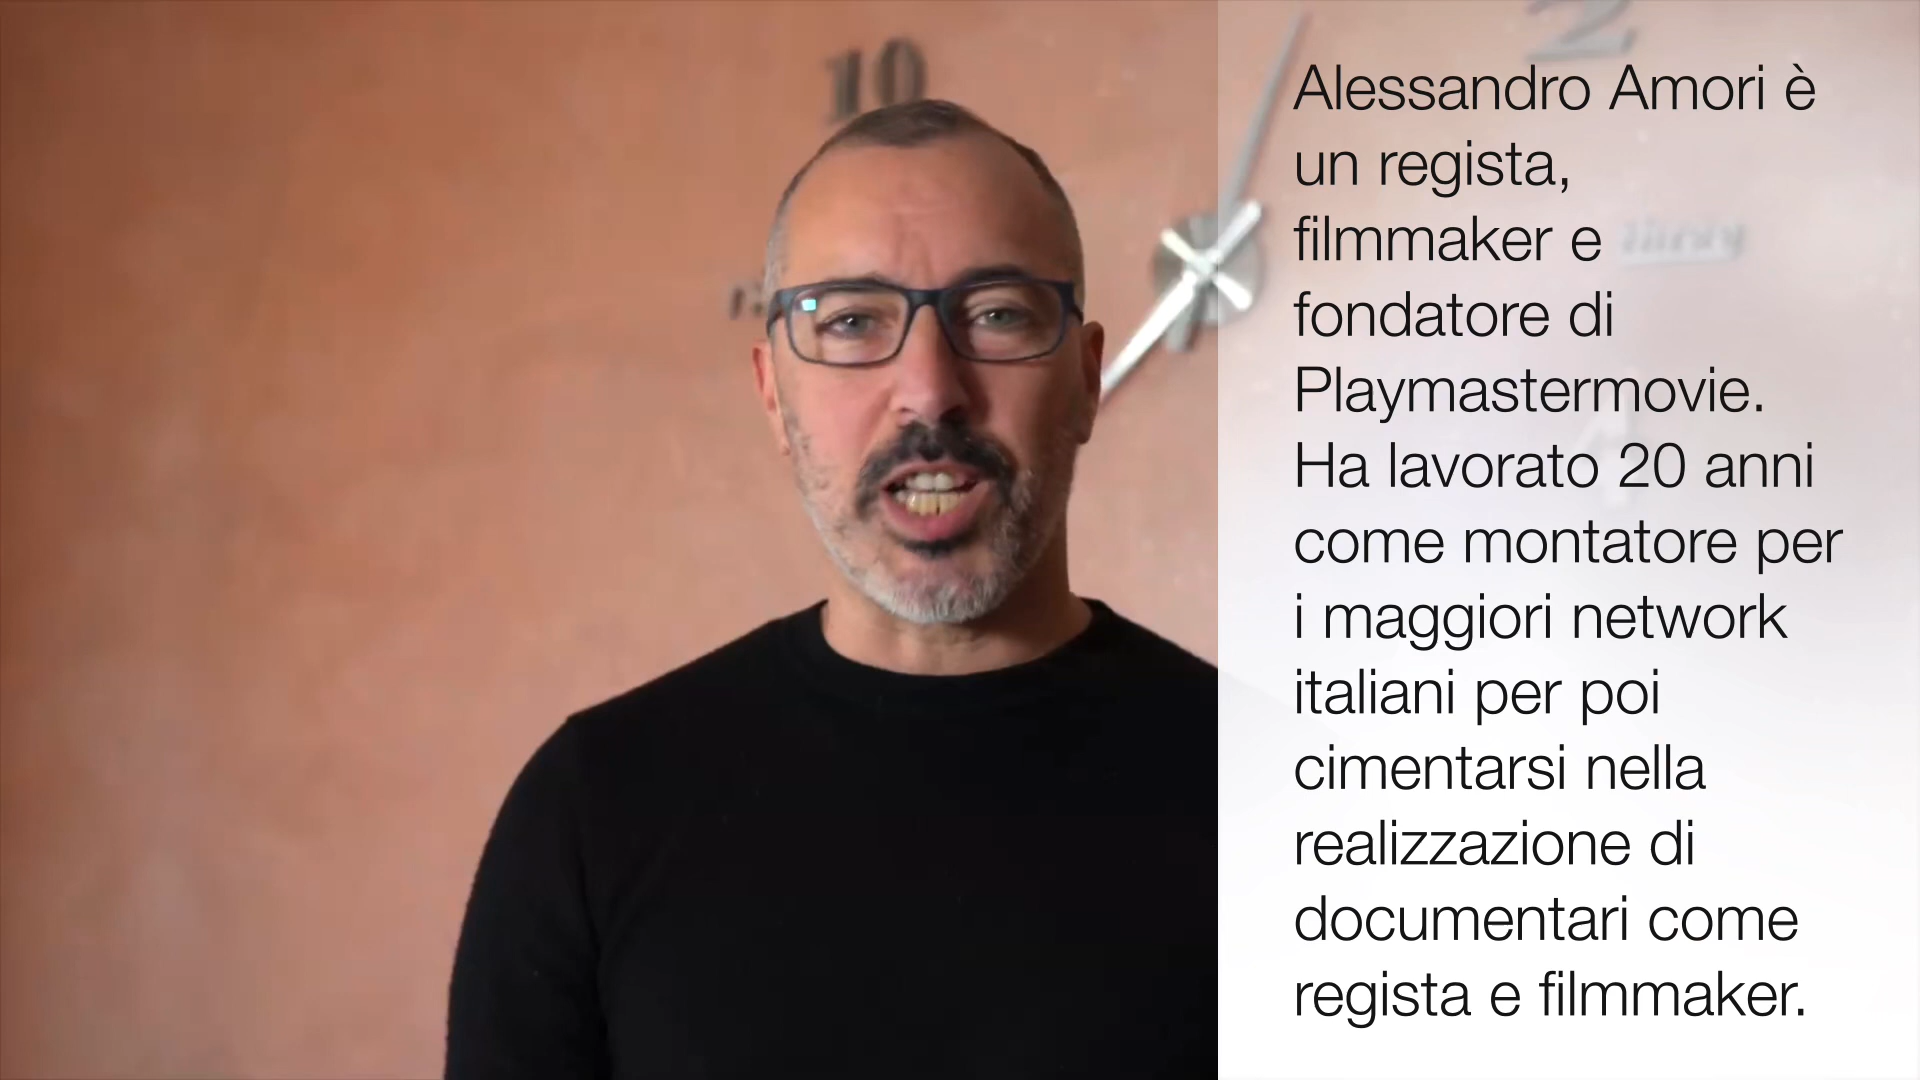 10
2
Alessandro Amori è
un regista,
filmmaker e
fondatore di
Playmastermovie.
Ha lavorato 20 anni
come montatore per
i maggiori network
italiani per poi
cimentarsi nella
realizzazione di
documentari come
regista e filmmaker.